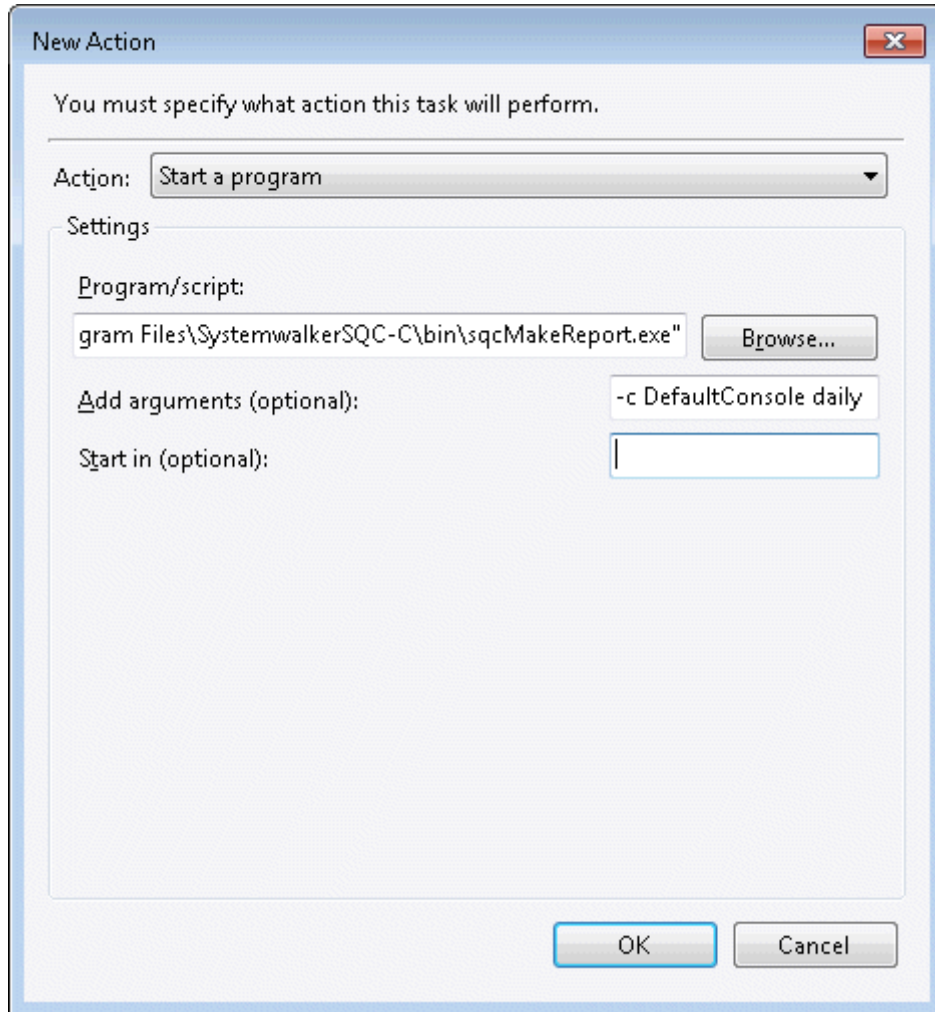 New Action
You must specify what action this task will perform.
Action: Start a program
Settings
Program/script:
gram Files\SystemwalkerSQC-C\bin\sqcMakeReport.exe" Browse...
Add arguments (optional): -c DefaultConsole daily
Start in (optional):
OK Cancel